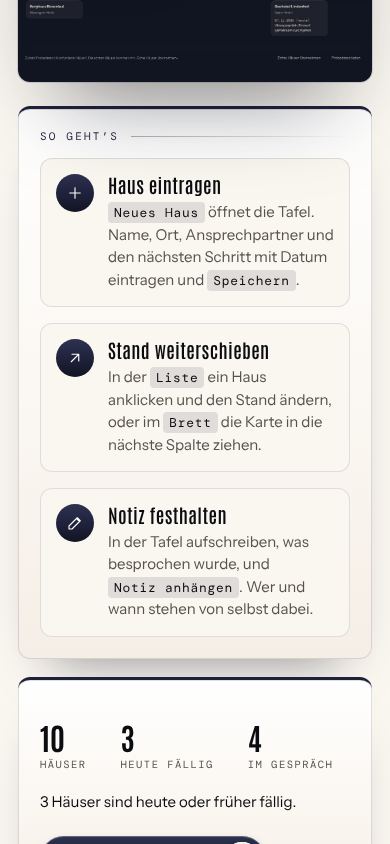 SO GEHT'S
Haus eintragen
Neues Haus öffnet die Tafel.
Name, Ort, Ansprechpartner und
den nächsten Schritt mit Datum
eintragen und Speichern.
Stand weiterschieben
In der Liste ein Haus
anklicken und den Stand ändern,
oder im Brett die Karte in die
nächste Spalte ziehen.
Notiz festhalten
In der Tafel aufschreiben, was
besprochen wurde, und
Notiz anhängen. Wer und
wann stehen von selbst dabei.
10 3 4
HÄUSER HEUTE FÄLLIG IM GESPRÄCH
3 Häuser sind heute oder früher fällig.